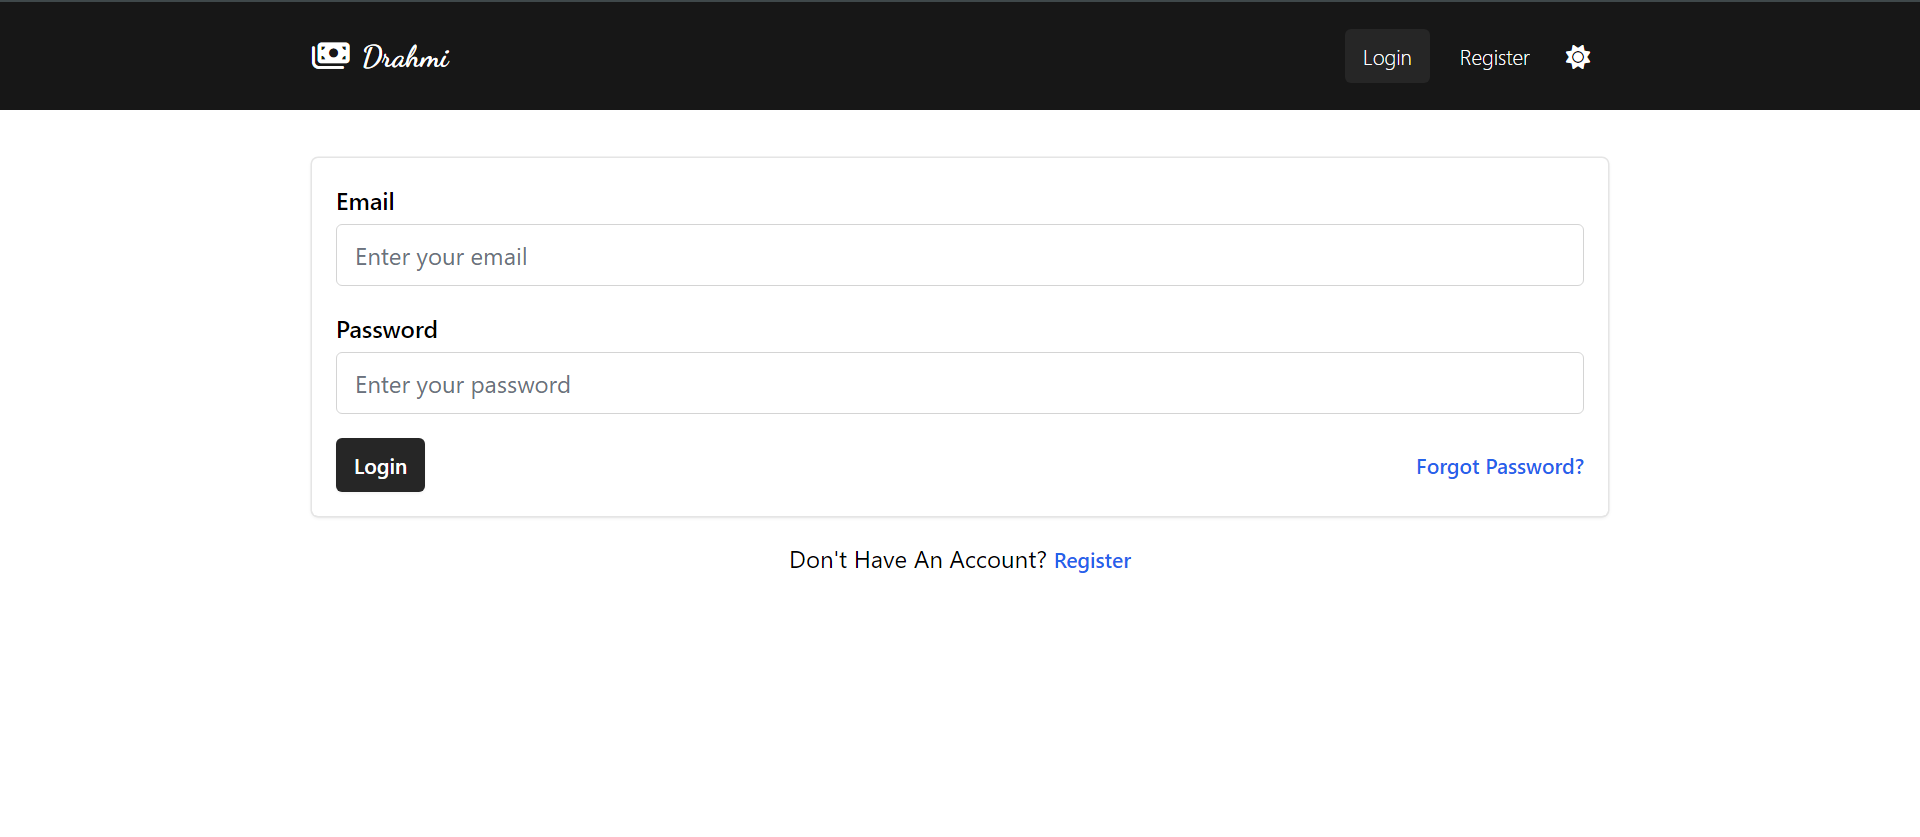 Drahmi
Login
Register
Email
Enter your email
Password
Enter your password
Login
Forgot Password?
Don't Have An Account? Register